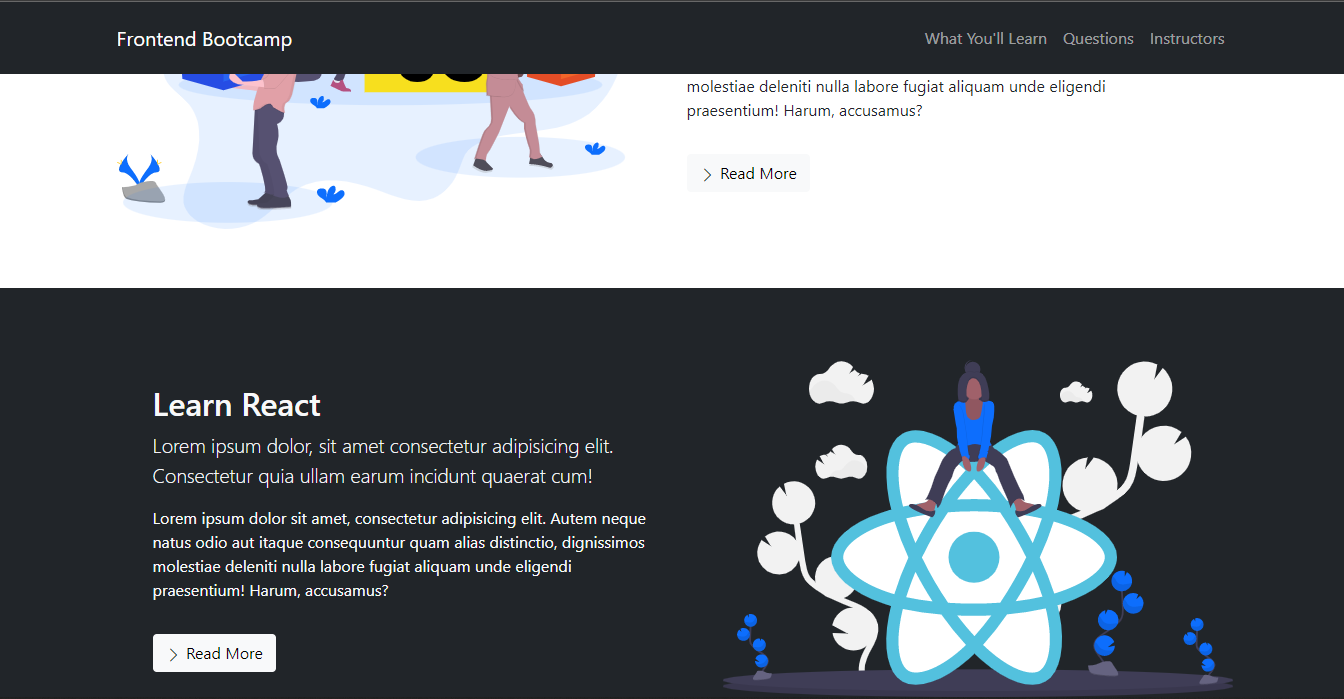 Frontend Bootcamp
What You'll Learn Questions Instructors
molestiae deleniti nulla labore fugiat aliquam unde eligendi
praesentium! Harum, accusamus?
Read More
Learn React
Lorem ipsum dolor, sit amet consectetur adipisicing elit.
Consectetur quia ullam earum incidunt quaerat cum!
Lorem ipsum dolor sit amet, consectetur adipisicing elit. Autem neque
natus odio aut itaque consequuntur quam alias distinctio, dignissimos
molestiae deleniti nulla labore fugiat aliquam unde eligendi
praesentium! Harum, accusamus?
Read More